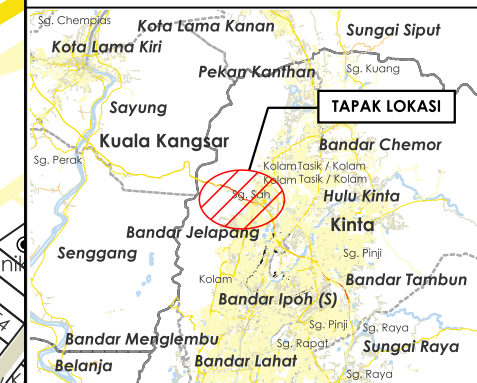 Sg. Chempias
Kota Lama Kanan
Sungai Siput
Kota Lama Kiri
Pekan Kanthan
Sg. Kuang
TAPAK LOKASI
Sayung
Kuala Kangsar
Bandar Chemor
Sg. Perak
Kolam Tasik / Kolam
Kolam Tasik / Kolam
Sg. San
Hulu Kinta
Kinta
Bandar Jelapang
Senggang
Sg. Pinji
Kolam
Bandar Tambun
Bandar Ipoh (S)
Sg. Pinji
Sg. Raya
Bandar Menglembu
Sg. Rapat
Sungai Raya
Belanja
Bandar Lahat
Sg. Raya